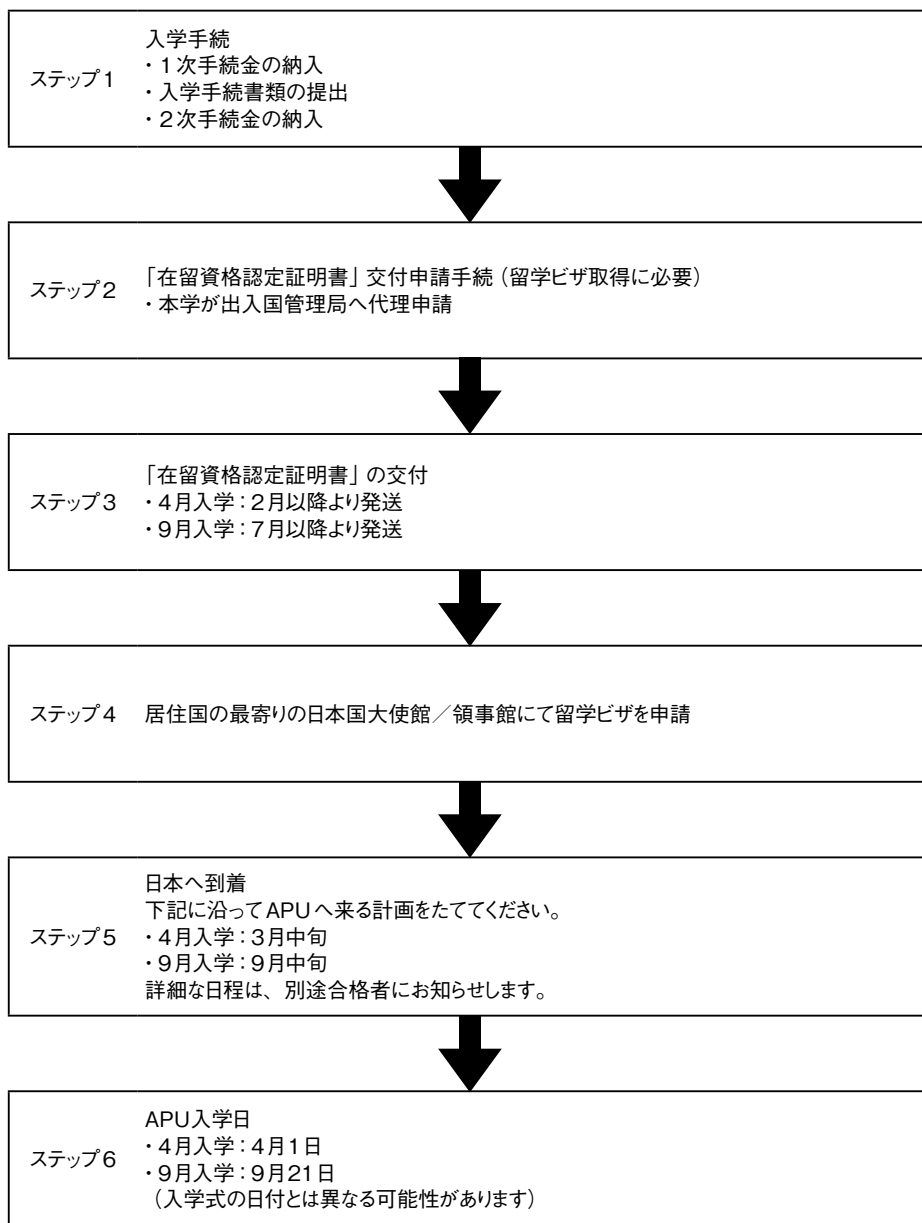 ステップ1
入学手続
・1次手続金の納入
・入学手続書類の提出
・2次手続金の納入
ステップ2
「在留資格認定証明書」交付申請手続（留学ビザ取得に必要）
・本学が出入国管理局へ代理申請
ステップ3
「在留資格認定証明書」の交付
・4月入学：2月以降より発送
・9月入学：7月以降より発送
ステップ4
居住国の最寄りの日本国大使館／領事館にて留学ビザを申請
ステップ5
日本へ到着
下記に沿ってAPUへ来る計画をたててください。
・4月入学：3月中旬
・9月入学：9月中旬
詳細な日程は、別途合格者にお知らせします。
ステップ6
APU入学日
・4月入学：4月1日
・9月入学：9月21日
（入学式の日付とは異なる可能性があります）